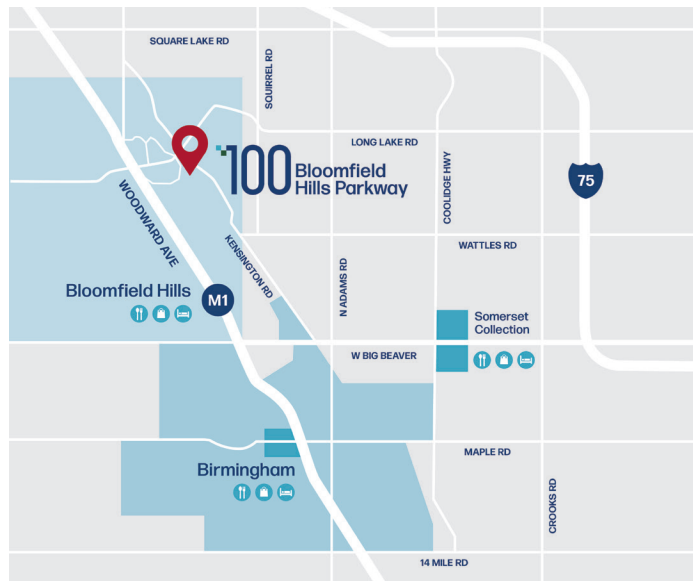 SQUARE LAKE RD
SQUIRREL RD
LONG LAKE RD
100
Bloomfield
Hills Parkway
COOLIDGE HWY
75
WOODWARD AVE
KENSINGTON RD
WATTLES RD
N ADAMS RD
Bloomfield Hills
M1
Somerset
Collection
W BIG BEAVER
MAPLE RD
Birmingham
CROOKS RD
14 MILE RD